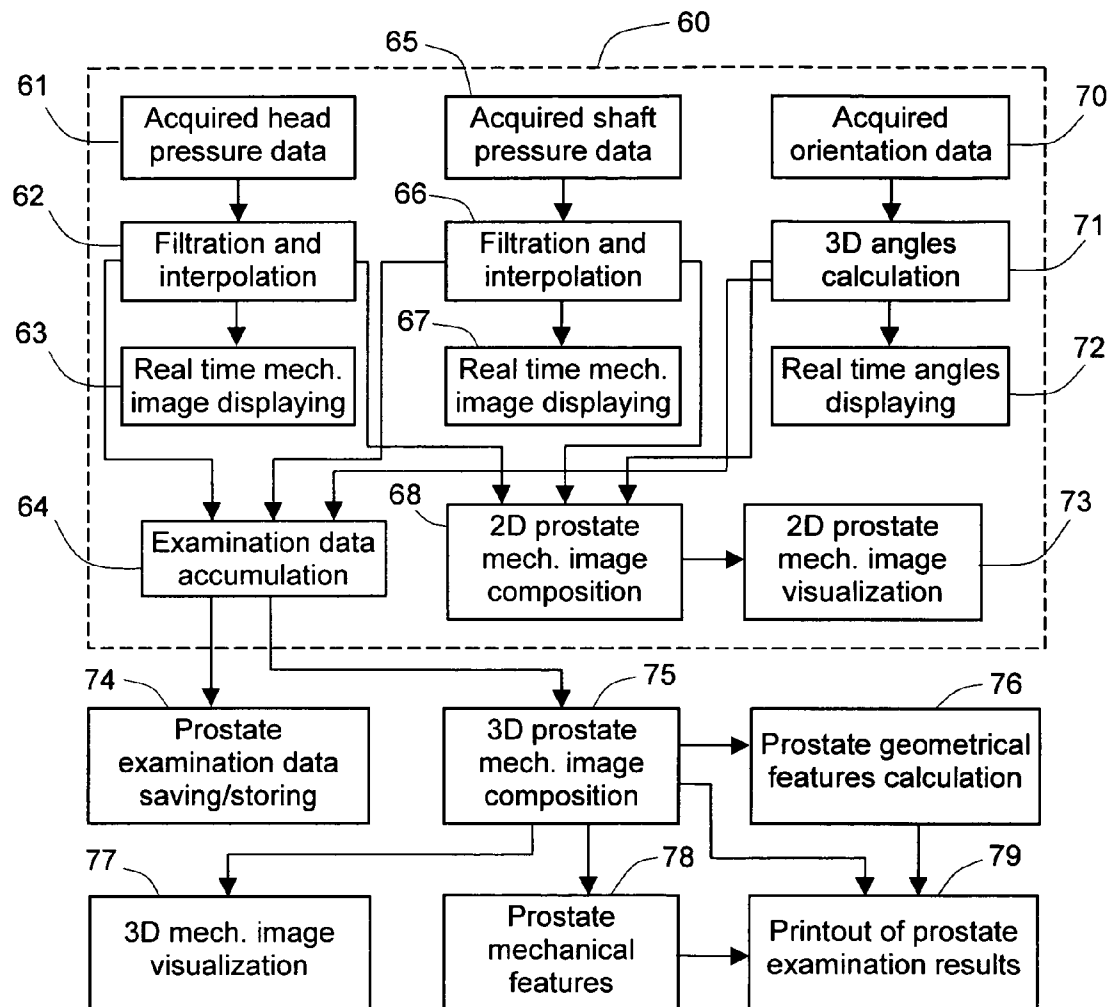 60
65
61
70
Acquired head
pressure data
Acquired shaft
pressure data
Acquired
orientation data
62
66
71
Filtration and
interpolation
Filtration and
interpolation
3D angles
calculation
63
67
72
Real time mech.
image displaying
Real time mech.
image displaying
Real time angles
displaying
64
68
73
Examination data
accumulation
2D prostate
mech. image
composition
2D prostate
mech. image
visualization
74
75
76
Prostate
examination data
saving/storing
3D prostate
mech. image
composition
Prostate geometrical
features calculation
77
78
79
3D mech. image
visualization
Prostate
mechanical
features
Printout of prostate
examination results